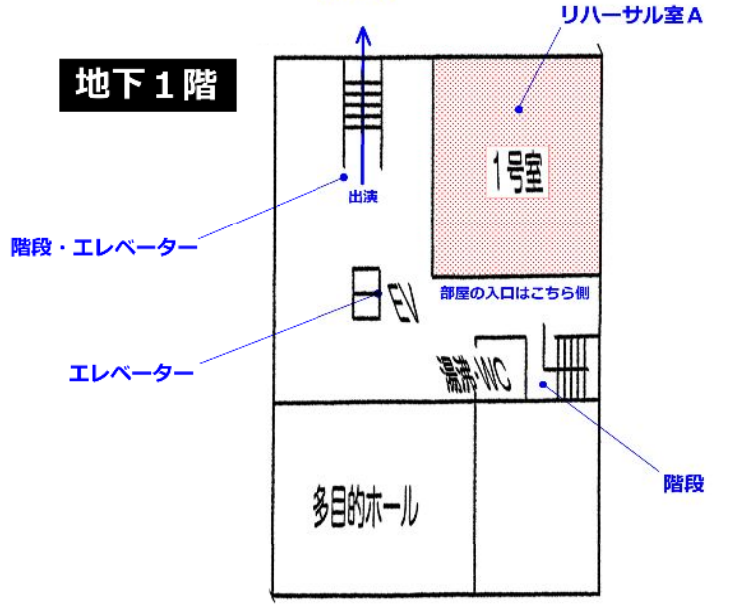 リハーサル室A
地下1階
1号室
出演
階段・エレベーター
部屋の入口はこちら側
EV
エレベーター
湯沸・WC
階段
多目的ホール